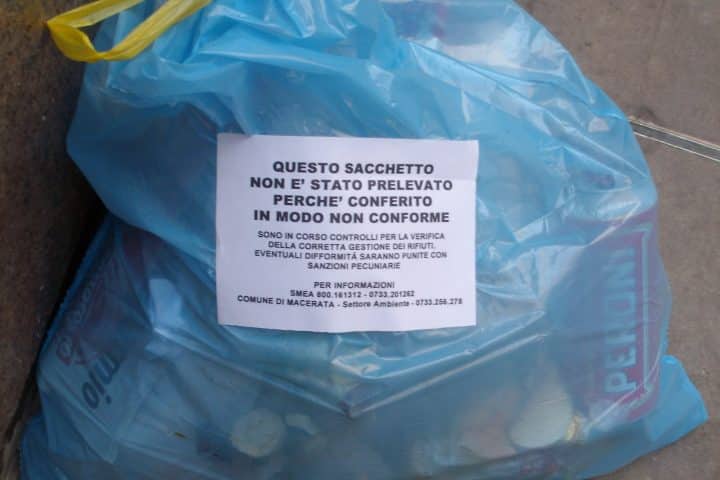 QUESTO SACCHETTO
NON E' STATO PRELEVATO
PERCHE' CONFERITO
IN MODO NON CONFORME
SONO IN CORSO CONTROLLI PER LA VERIFICA
DELLA CORRETTA GESTIONE DEI RIFIUTI.
EVENTUALI DIFFORMITÁ SARANNO PUNITE CON
SANZIONI PECUNIARIE
PER INFORMAZIONI
SMEA 800.161312 - 0733.201262
COMUNE DI MACERATA - Settore Ambiente - 0733.256.278
PERONI
mio